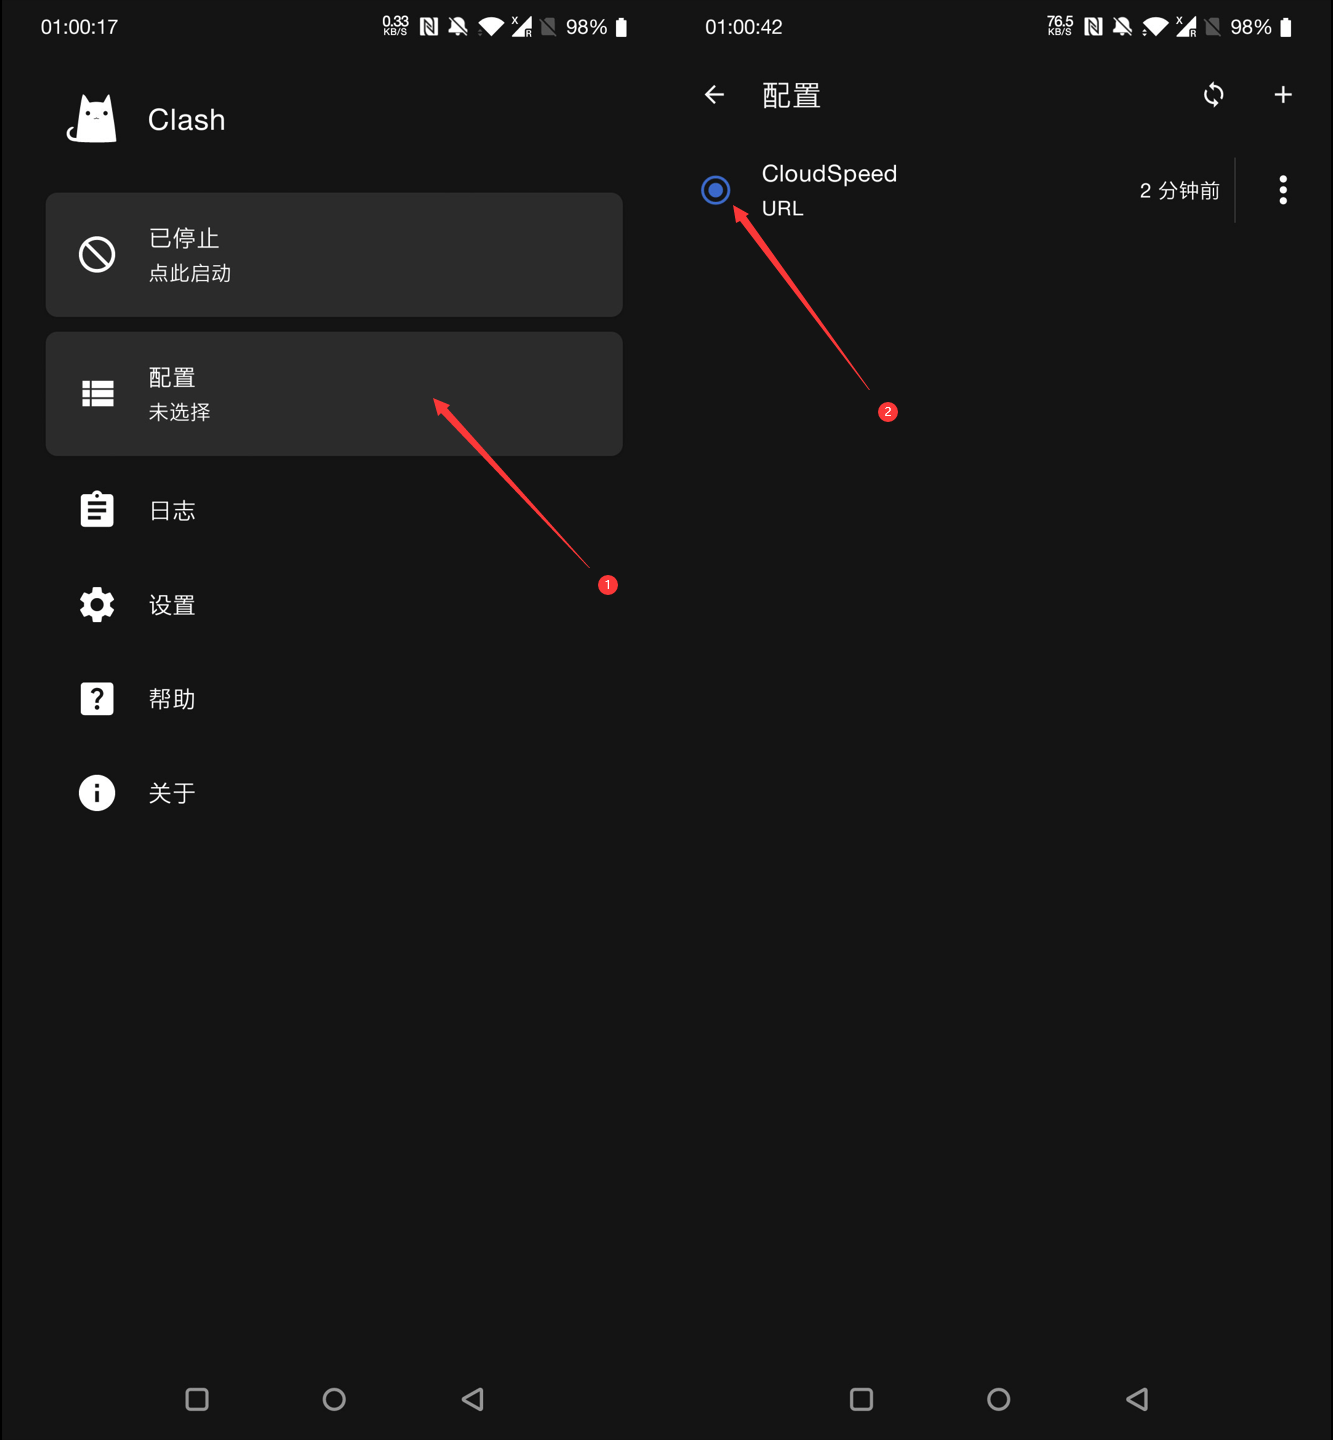 01:00:17
0.33
KB/S
X
R
98%
Clash
已停止
点此启动
配置
未选择
1
日志
设置
帮助
关于
01:00:42
76.5
KB/S
X
R
98%
配置
CloudSpeed
URL
2 分钟前
2